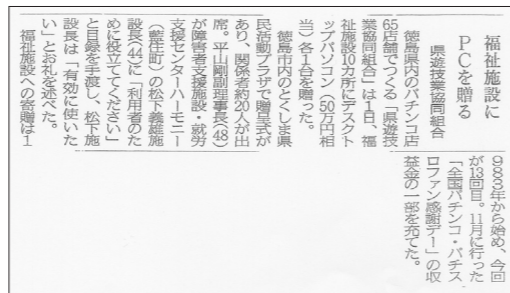 福祉施設に
PCを贈る
県遊技業協同組合
徳島県内のパチンコ店
65店舗でつくる「県遊技
業協同組合」は1日、福
祉施設10カ所にデスクト
ップパソコン（50万円相
当）各1台を贈った。
徳島市内のとくしま県
民活動プラザで贈呈式が
あり、関係者約20人が出
席。平山剛副理事長(48)
が障害者支援施設・就労
支援センターハーモニー
（藍住町）の松下義雄施
設長(44)に「利用者のた
めに役立ててください」
と目録を手渡し、松下施
設長は「有効に使いた
い」とお礼を述べた。
福祉施設への寄贈は1
983年から始め、今回
が13回目。11月に行った
「全国パチンコ・パチス
ロファン感謝デー」の収
益金の一部を充てた。